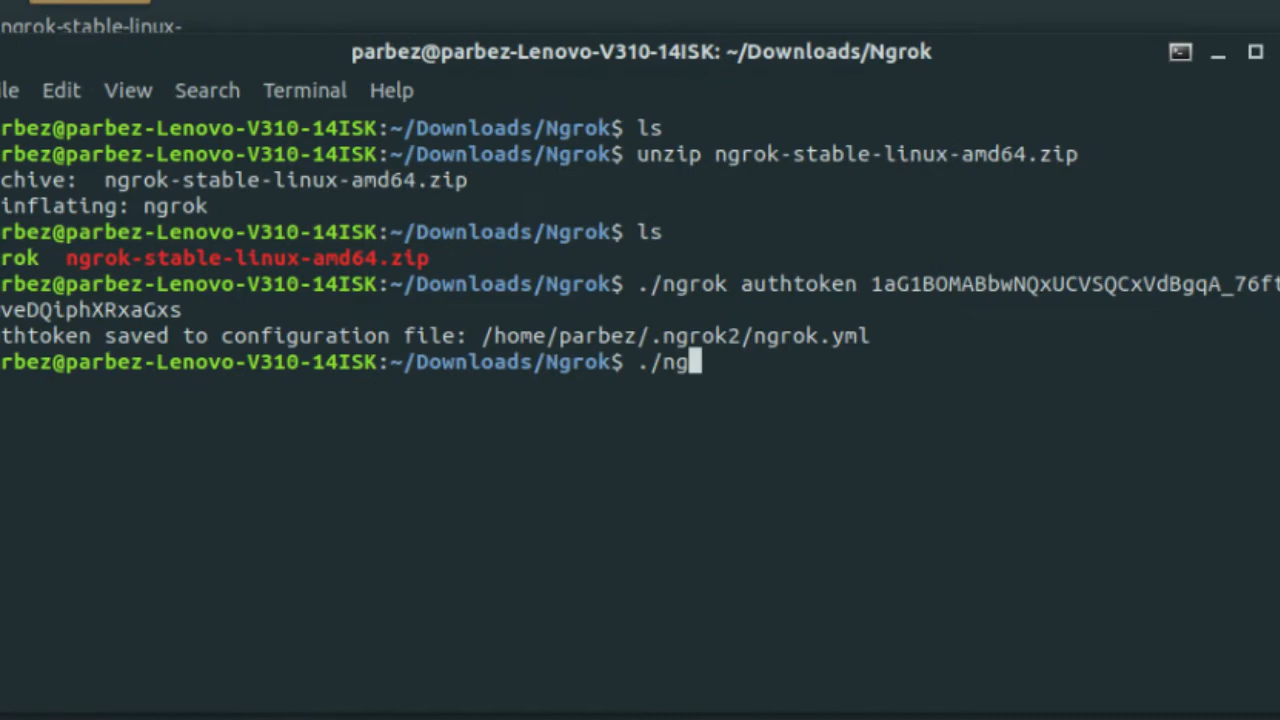 ngrok-stable-linux-
parbez@parbez-Lenovo-V310-14ISK: ~/Downloads/Ngrok
le Edit View Search Terminal Help
rbez@parbez-Lenovo-V310-14ISK:~/Downloads/Ngrok$ ls
rbez@parbez-Lenovo-V310-14ISK:~/Downloads/Ngrok$ unzip ngrok-stable-linux-amd64.zip
chive: ngrok-stable-linux-amd64.zip
inflating: ngrok
rbez@parbez-Lenovo-V310-14ISK:~/Downloads/Ngrok$ ls
rok ngrok-stable-linux-amd64.zip
rbez@parbez-Lenovo-V310-14ISK:~/Downloads/Ngrok$ ./ngrok authtoken 1aG1BOMABbwNQxUCVSQCxVdBgqA_76ft
veDQiphXRxaGxs
thtoken saved to configuration file: /home/parbez/.ngrok2/ngrok.yml
rbez@parbez-Lenovo-V310-14ISK:~/Downloads/Ngrok$ ./ng